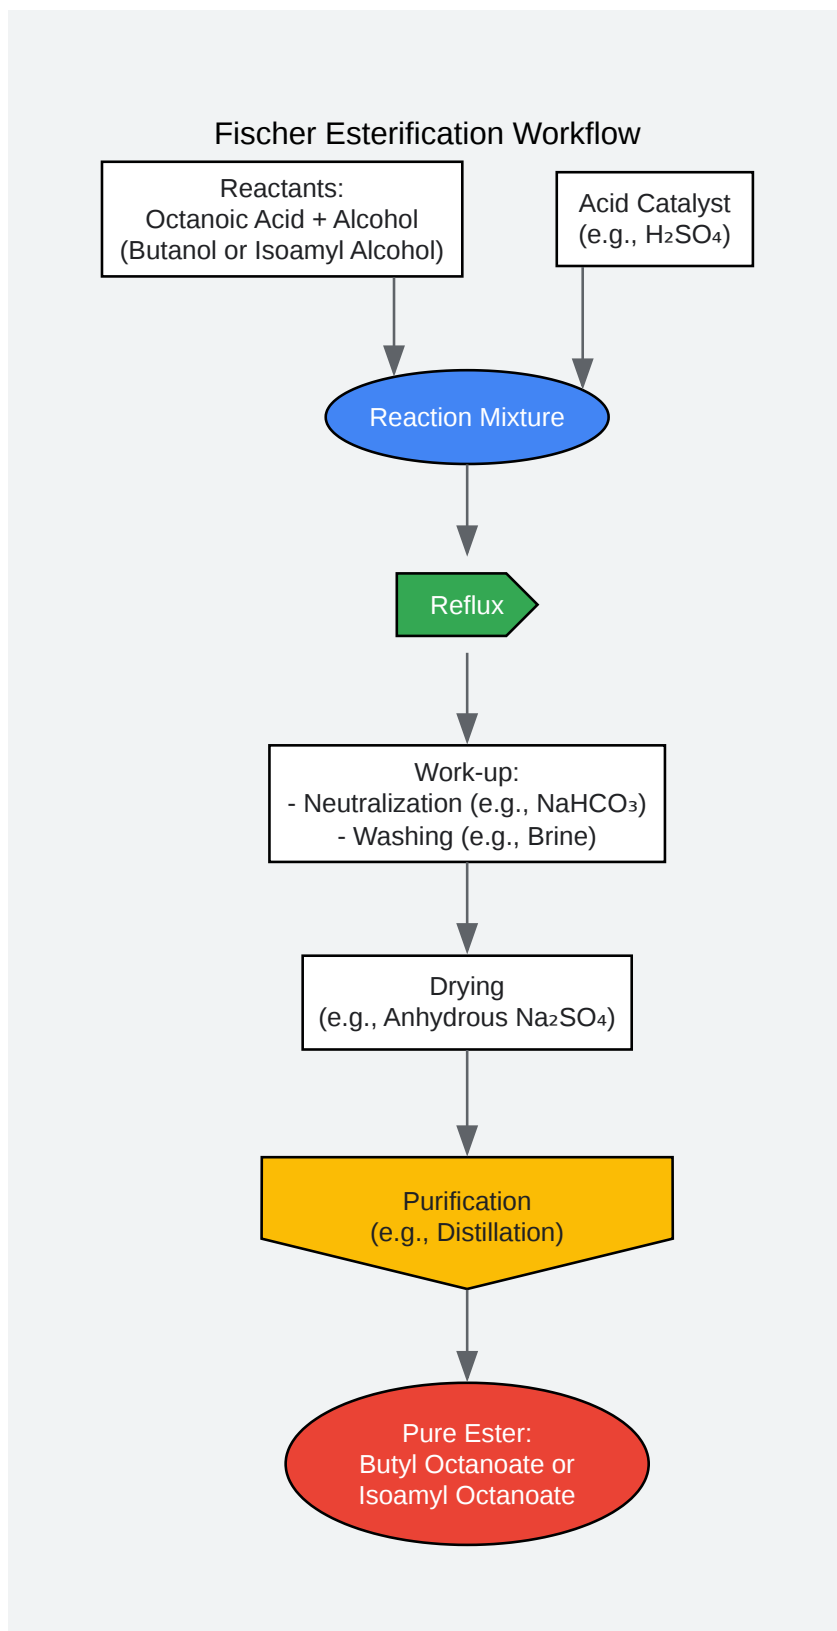 Fischer Esterification Workflow
Reactants:
Octanoic Acid + Alcohol
(Butanol or Isoamyl Alcohol)
Acid Catalyst
(e.g., H₂SO₄)
Reaction Mixture
Reflux
Work-up:
- Neutralization (e.g., NaHCO₃)
- Washing (e.g., Brine)
Drying
(e.g., Anhydrous Na₂SO₄)
Purification
(e.g., Distillation)
Pure Ester:
Butyl Octanoate or
Isoamyl Octanoate